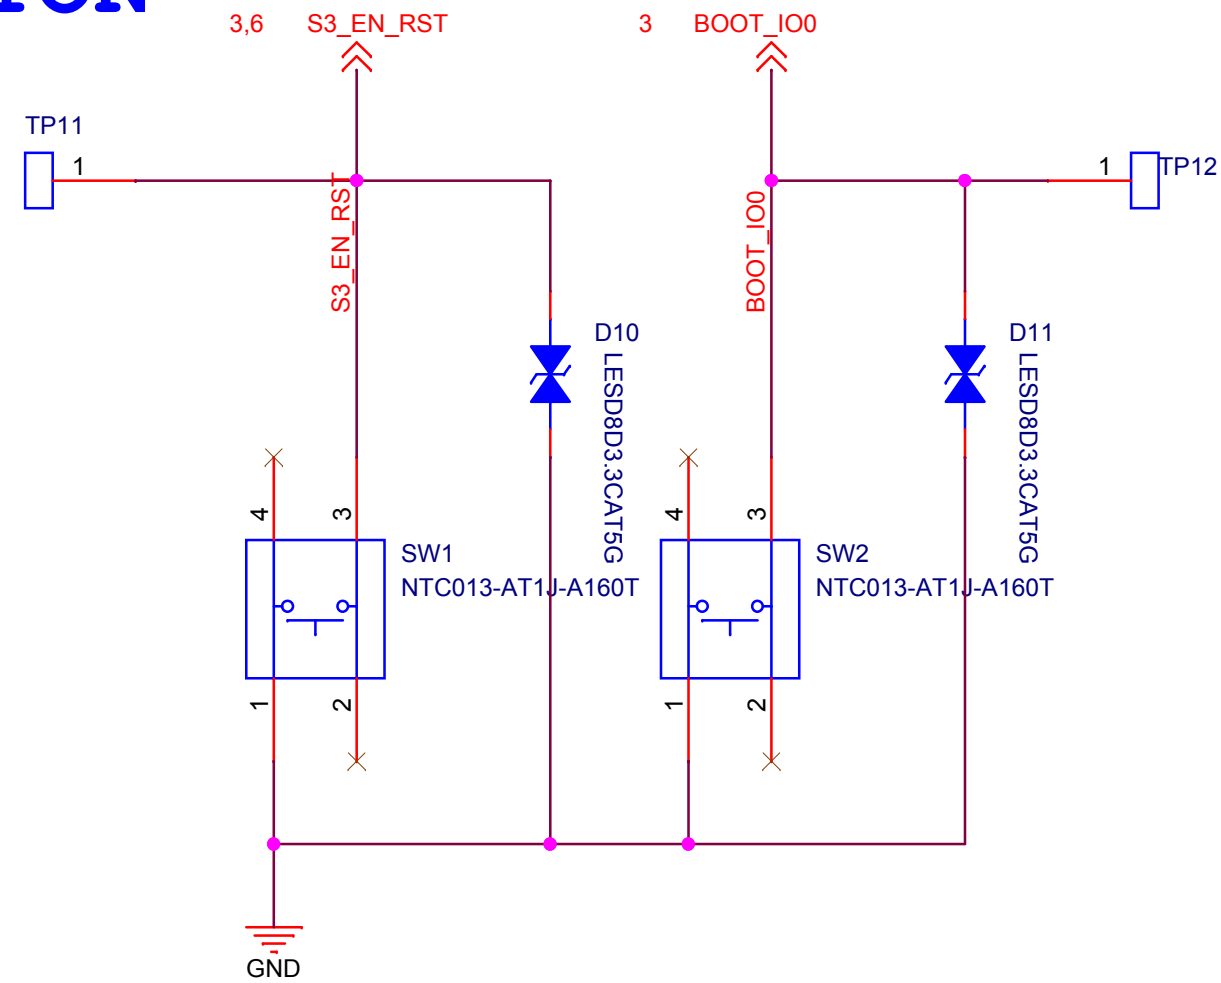 3,6 S3_EN_RST 3 BOOT_IO0
TP11
1
1
TP12
S3_EN_RST
BOOT_IO0
D10
LESD8D3.3CAT5G
D11
LESD8D3.3CAT5G
4
3
4
3
SW1
NTC013-AT1J-A160T
SW2
NTC013-AT1J-A160T
1
2
1
2
GND